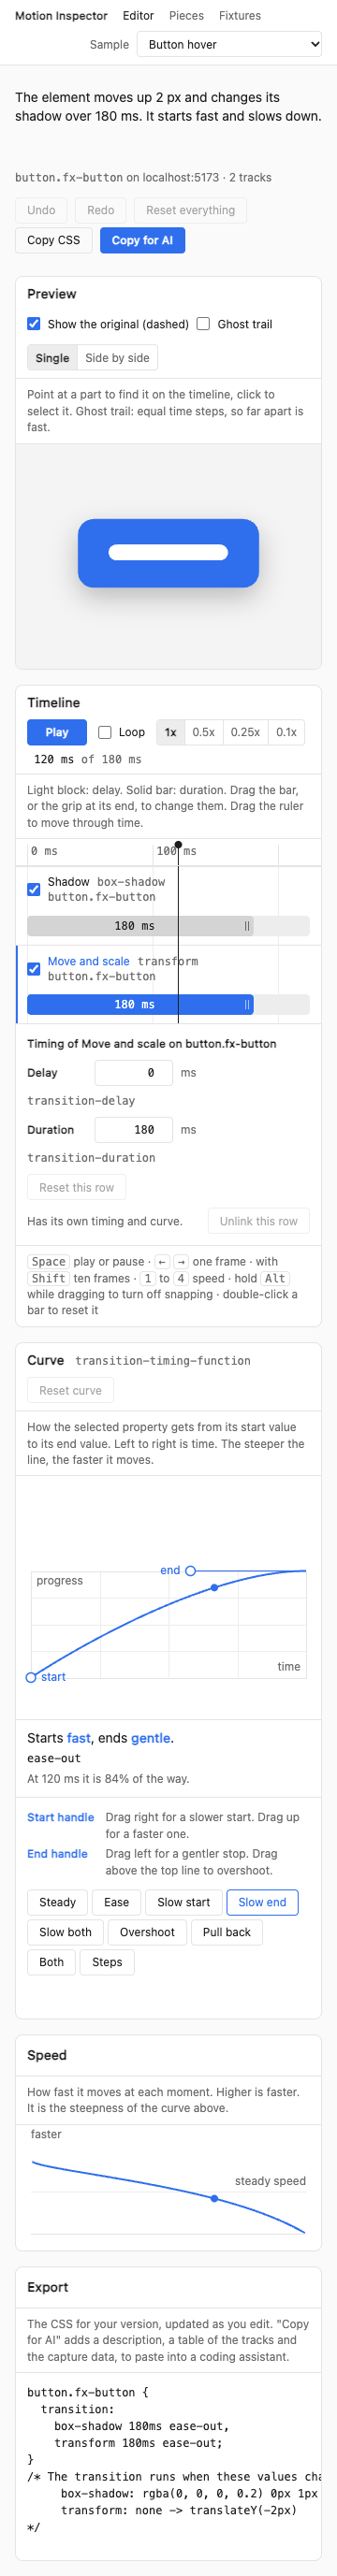 Motion Inspector Editor Pieces Fixtures
Sample Button hover
The element moves up 2 px and changes its
shadow over 180 ms. It starts fast and slows down.
button.fx-button on localhost:5173 · 2 tracks
Undo Redo Reset everything
Copy CSS Copy for AI
Preview
Show the original (dashed) Ghost trail
Single Side by side
Point at a part to find it on the timeline, click to
select it. Ghost trail: equal time steps, so far apart is
fast.
Timeline
Play Loop 1x 0.5x 0.25x 0.1x
120 ms of 180 ms
Light block: delay. Solid bar: duration. Drag the bar,
or the grip at its end, to change them. Drag the ruler
to move through time.
0 ms 100 ms
Shadow box-shadow
button.fx-button
180 ms
Move and scale transform
button.fx-button
180 ms
Timing of Move and scale on button.fx-button
Delay 0 ms
transition-delay
Duration 180 ms
transition-duration
Reset this row
Has its own timing and curve. Unlink this row
Space play or pause · ← → one frame · with
Shift ten frames · 1 to 4 speed · hold Alt
while dragging to turn off snapping · double-click a
bar to reset it
Curve transition-timing-function
Reset curve
How the selected property gets from its start value
to its end value. Left to right is time. The steeper the
line, the faster it moves.
end
progress
time
start
Starts fast, ends gentle.
ease-out
At 120 ms it is 84% of the way.
Start handle Drag right for a slower start. Drag up
for a faster one.
End handle Drag left for a gentler stop. Drag
above the top line to overshoot.
Steady Ease Slow start Slow end
Slow both Overshoot Pull back
Both Steps
Speed
How fast it moves at each moment. Higher is faster.
It is the steepness of the curve above.
faster
steady speed
Export
The CSS for your version, updated as you edit. "Copy
for AI" adds a description, a table of the tracks and
the capture data, to paste into a coding assistant.
button.fx-button {
transition:
box-shadow 180ms ease-out,
transform 180ms ease-out;
}
/* The transition runs when these values cha
box-shadow: rgba(0, 0, 0, 0.2) 0px 1px
transform: none -> translateY(-2px)
*/